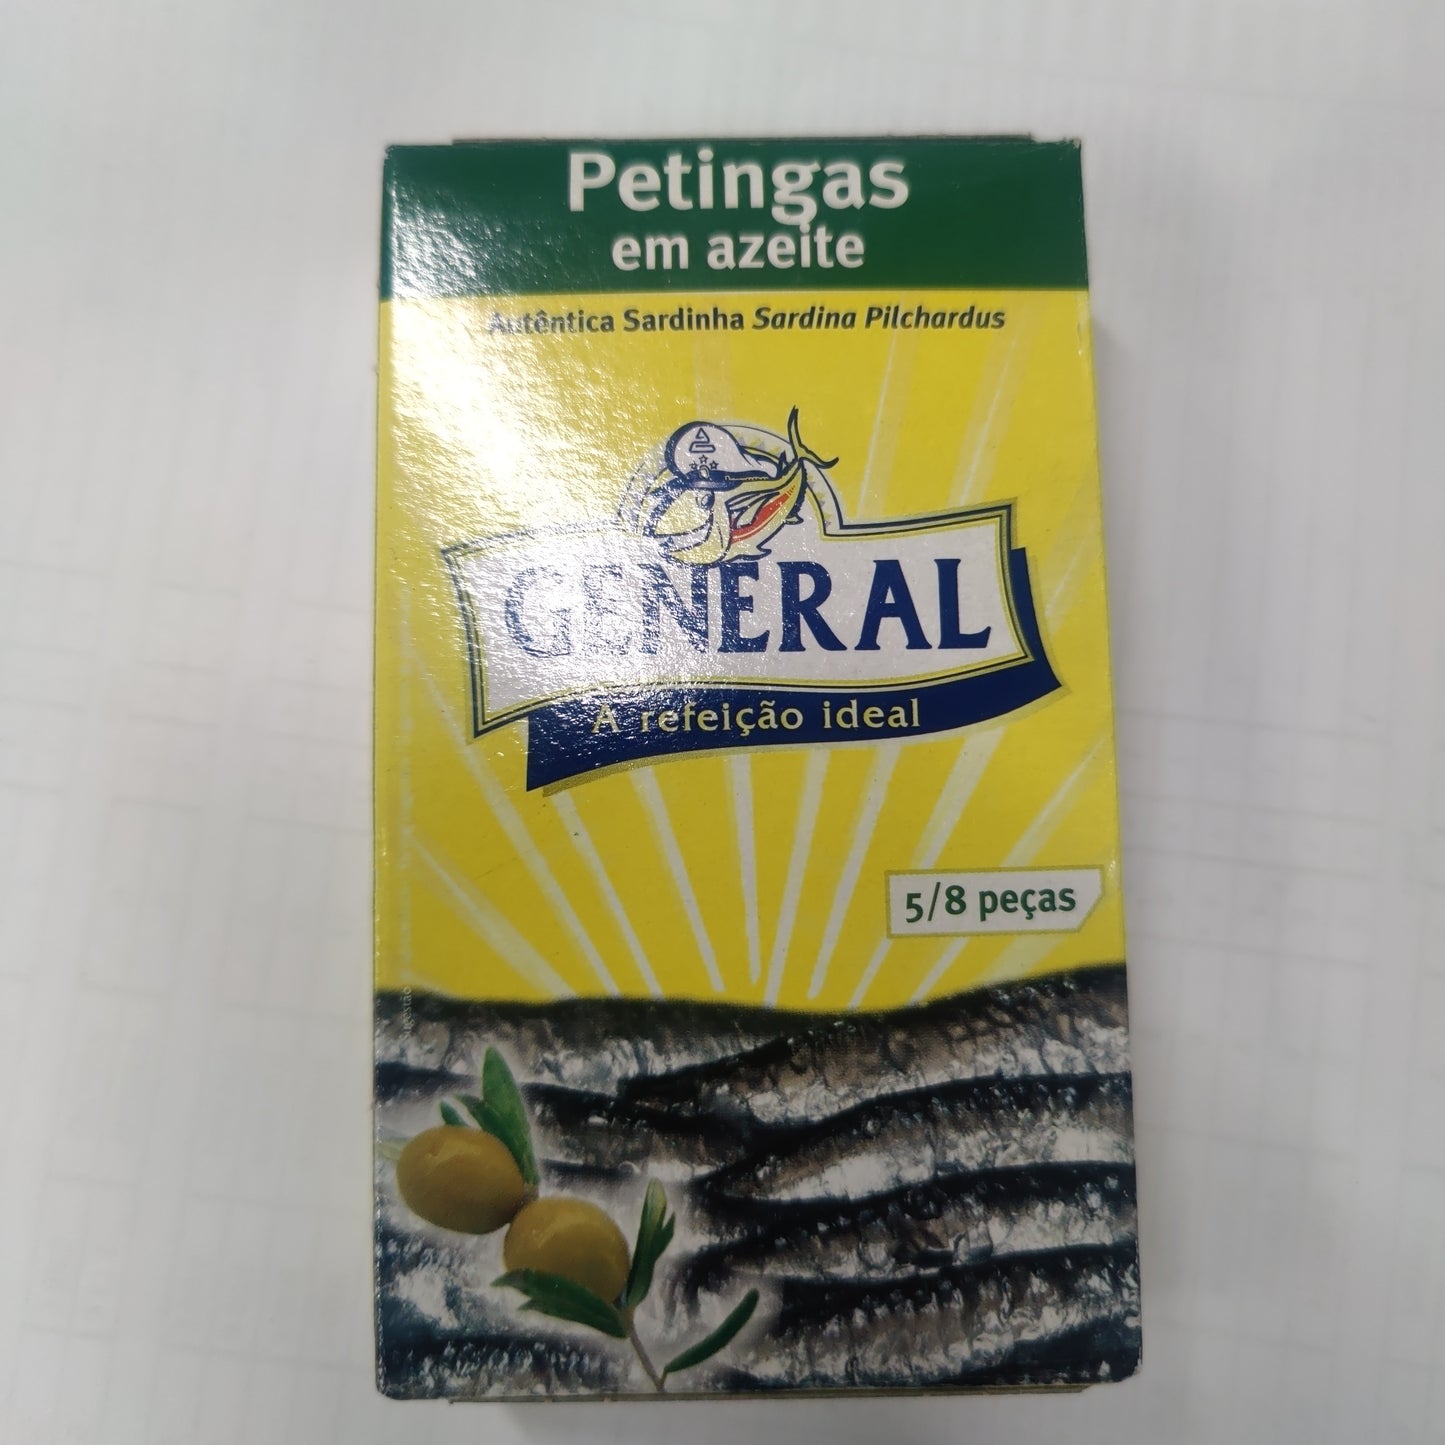 Petingas
em azeite
Autêntica Sardinha Sardina Pilchardus
GENERAL
A refeição ideal
5/8 peças